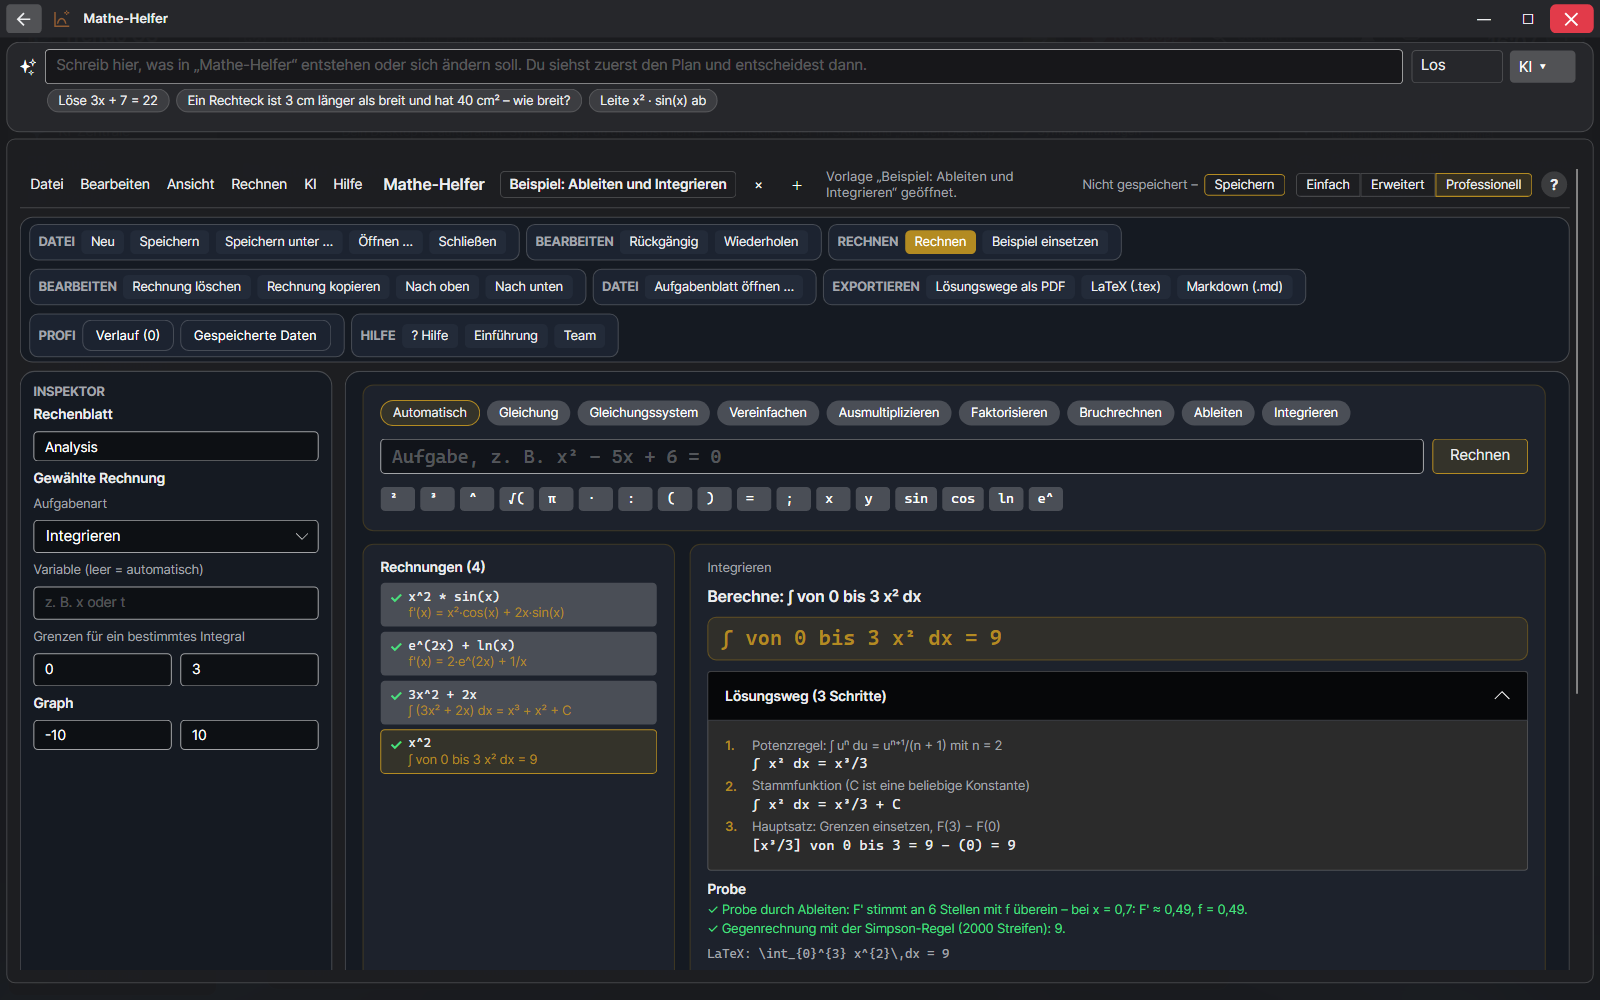 Mathe-Helfer
Schreib hier, was in „Mathe-Helfer“ entstehen oder sich ändern soll. Du siehst zuerst den Plan und entscheidest dann.
Los
KI ▾
Löse 3x + 7 = 22
Ein Rechteck ist 3 cm länger als breit und hat 40 cm² – wie breit?
Leite x² · sin(x) ab
Datei Bearbeiten Ansicht Rechnen KI Hilfe
Mathe-Helfer
Beispiel: Ableiten und Integrieren
×
+
Vorlage „Beispiel: Ableiten und
Integrieren“ geöffnet.
Nicht gespeichert –
Speichern
Einfach Erweitert Professionell
?
DATEI Neu Speichern Speichern unter ... Öffnen ... Schließen
BEARBEITEN Rückgängig Wiederholen
RECHNEN Rechnen Beispiel einsetzen
BEARBEITEN Rechnung löschen Rechnung kopieren Nach oben Nach unten
DATEI Aufgabenblatt öffnen ...
EXPORTIEREN Lösungswege als PDF LaTeX (.tex) Markdown (.md)
PROFI Verlauf (0) Gespeicherte Daten
HILFE ? Hilfe Einführung Team
INSPEKTOR
Rechenblatt
Analysis
Gewählte Rechnung
Aufgabenart
Integrieren
Variable (leer = automatisch)
z. B. x oder t
Grenzen für ein bestimmtes Integral
0 3
Graph
-10 10
Automatisch Gleichung Gleichungssystem Vereinfachen Ausmultiplizieren Faktorisieren Bruchrechnen Ableiten Integrieren
Aufgabe, z. B. x² − 5x + 6 = 0
Rechnen
² ³ ^ √( π · : ( ) = ; x y sin cos ln e^
Rechnungen (4)
✓ x^2 * sin(x)
f'(x) = x²·cos(x) + 2x·sin(x)
✓ e^(2x) + ln(x)
f'(x) = 2·e^(2x) + 1/x
✓ 3x^2 + 2x
∫ (3x² + 2x) dx = x³ + x² + C
✓ x^2
∫ von 0 bis 3 x² dx = 9
Integrieren
Berechne: ∫ von 0 bis 3 x² dx
∫ von 0 bis 3 x² dx = 9
Lösungsweg (3 Schritte)
1. Potenzregel: ∫ uⁿ du = uⁿ⁺¹/(n + 1) mit n = 2
∫ x² dx = x³/3
2. Stammfunktion (C ist eine beliebige Konstante)
∫ x² dx = x³/3 + C
3. Hauptsatz: Grenzen einsetzen, F(3) − F(0)
[x³/3] von 0 bis 3 = 9 − (0) = 9
Probe
✓ Probe durch Ableiten: F' stimmt an 6 Stellen mit f überein – bei x = 0,7: F' ≈ 0,49, f = 0,49.
✓ Gegenrechnung mit der Simpson-Regel (2000 Streifen): 9.
LaTeX: \int_{0}^{3} x^{2}\,dx = 9